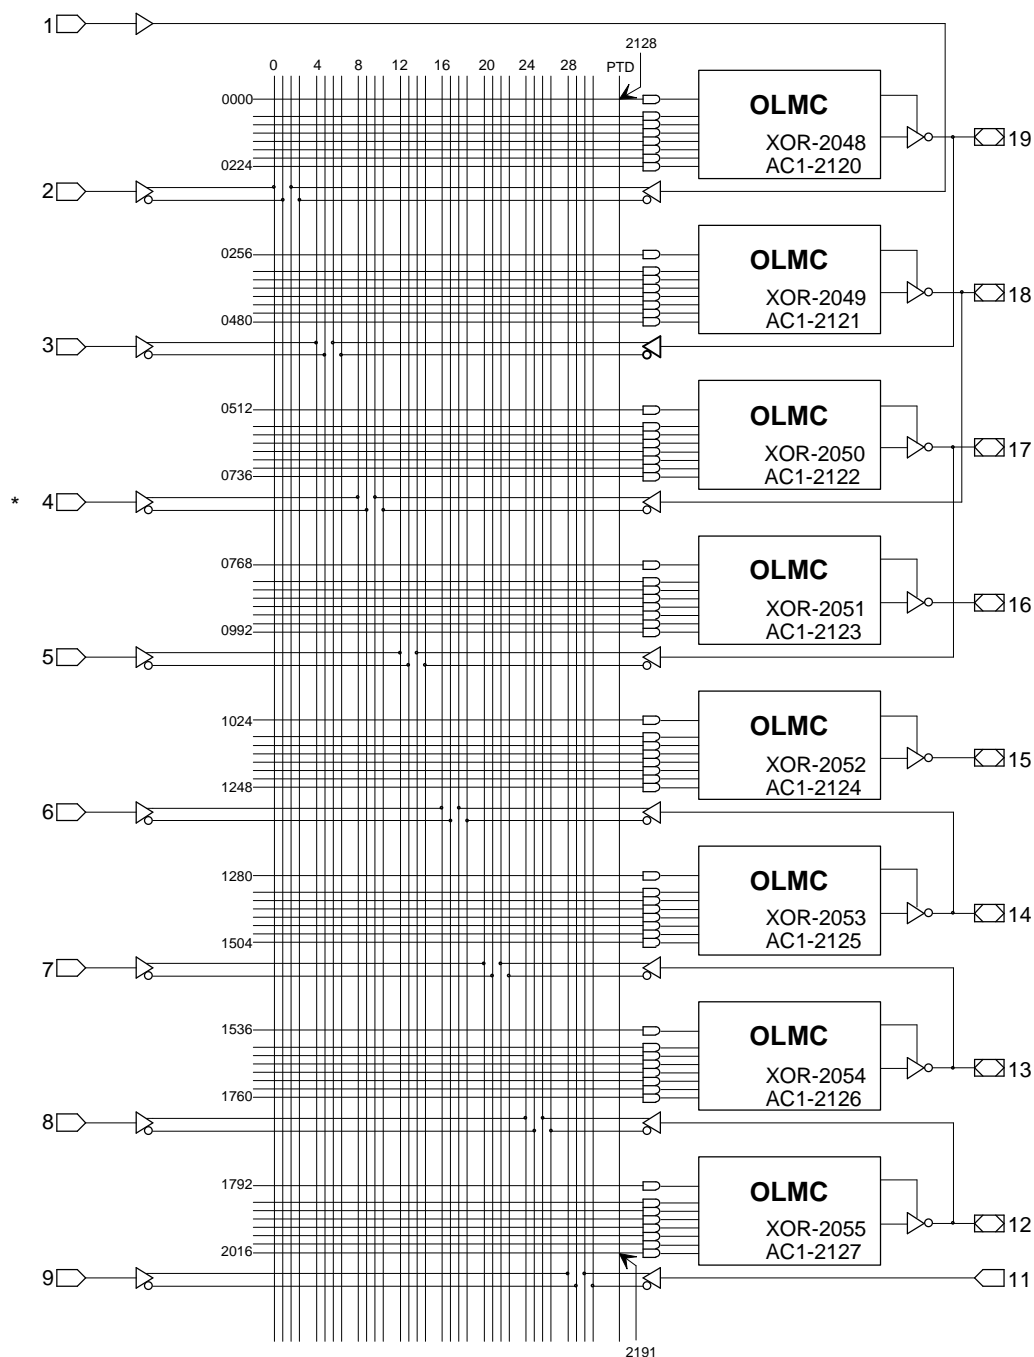 1
2128
0 4 8 12 16 20 24 28 PTD
0000
OLMC
XOR-2048
AC1-2120
19
0224
2
0256
OLMC
XOR-2049
AC1-2121
18
0480
3
0512
OLMC
XOR-2050
AC1-2122
17
0736
* 4
0768
OLMC
XOR-2051
AC1-2123
16
0992
5
1024
OLMC
XOR-2052
AC1-2124
15
1248
6
1280
OLMC
XOR-2053
AC1-2125
14
1504
7
1536
OLMC
XOR-2054
AC1-2126
13
1760
8
1792
OLMC
XOR-2055
AC1-2127
12
2016
9
11
2191